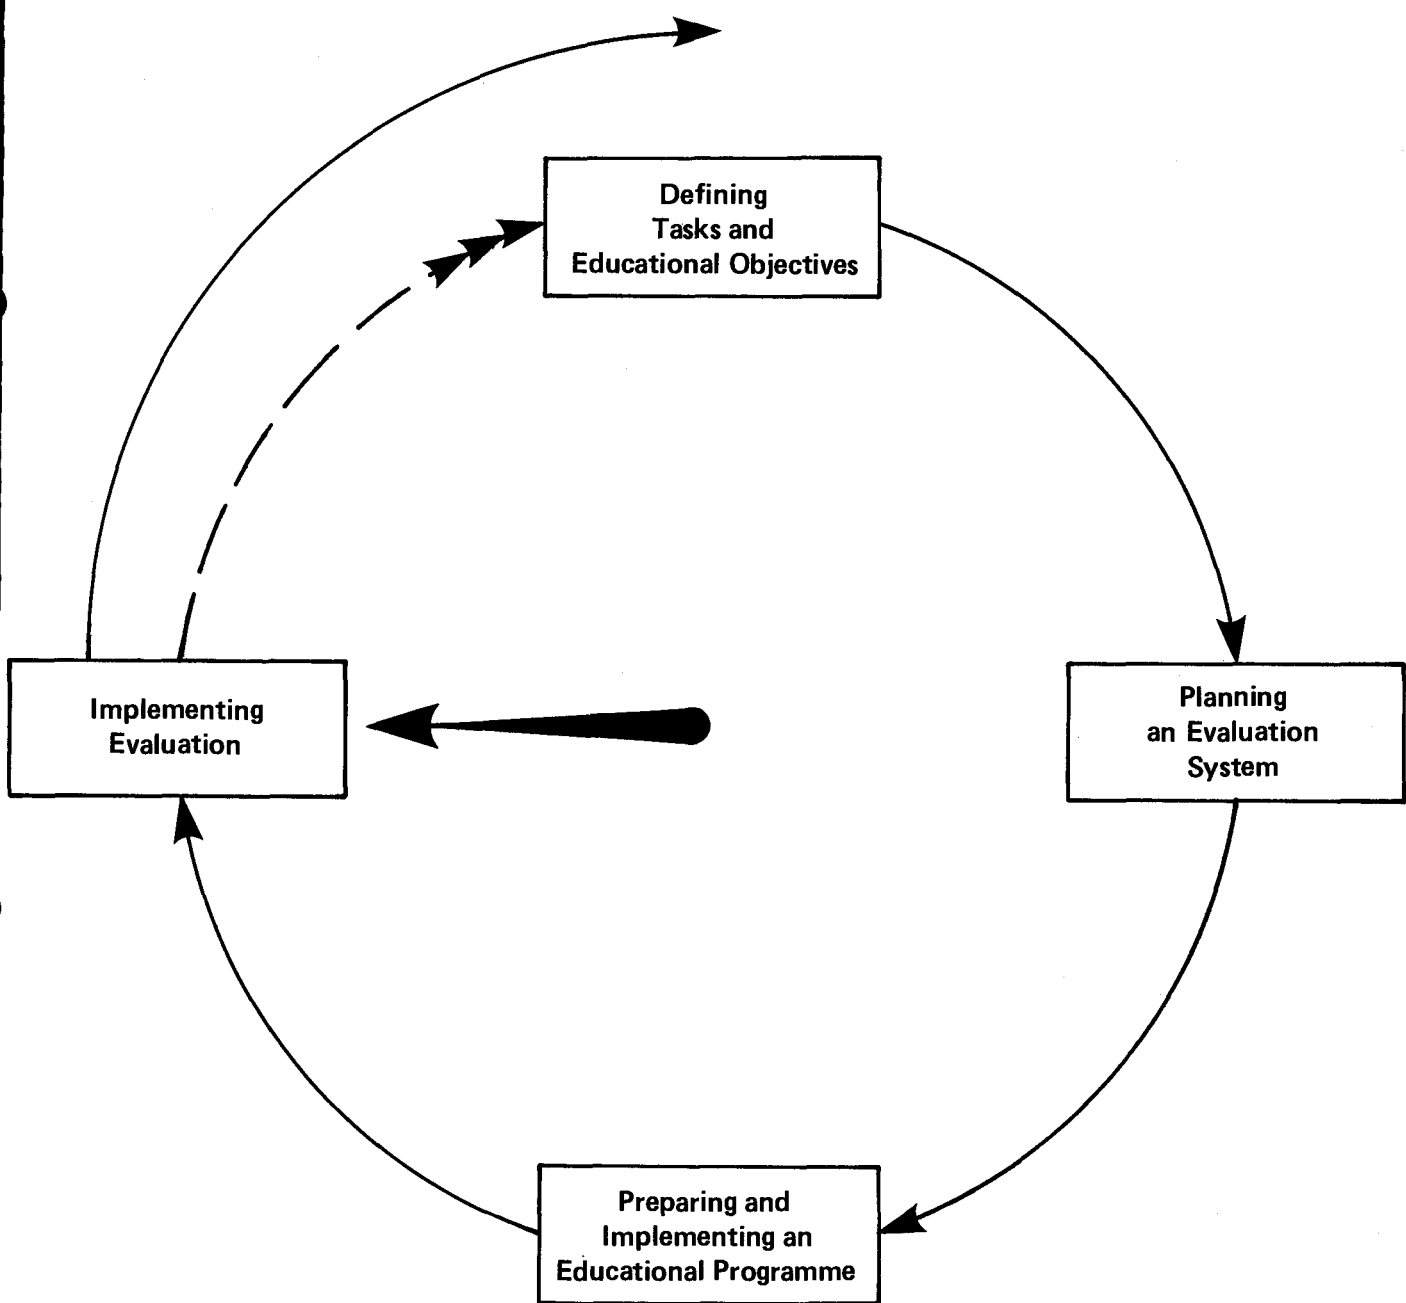 Defining
Tasks and
Educational Objectives
Implementing
Evaluation
Planning
an Evaluation
System
Preparing and
Implementing an
Educational Programme